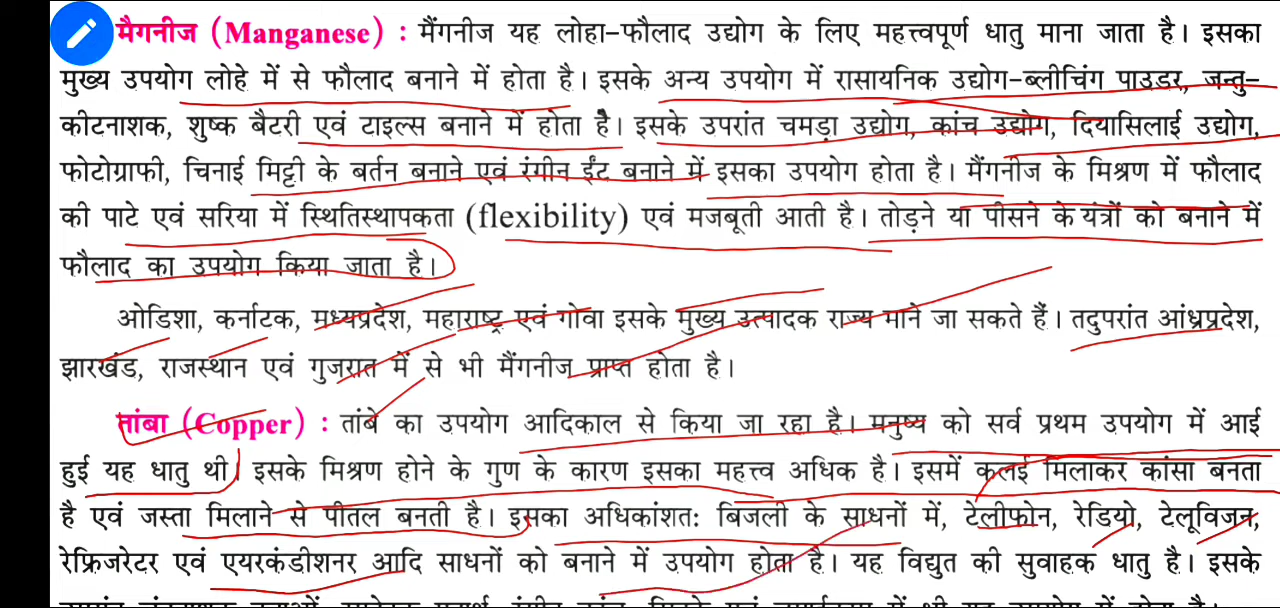 मैगनीज (Manganese) : मैंगनीज यह लोहा-फौलाद उद्योग के लिए महत्त्वपूर्ण धातु माना जाता है। इसका
मुख्य उपयोग लोहे में से फौलाद बनाने में होता है। इसके अन्य उपयोग में रासायनिक उद्योग-ब्लीचिंग पाउडर, जन्तु-
कीटनाशक, शुष्क बैटरी एवं टाइल्स बनाने में होता है। इसके उपरांत चमड़ा उद्योग, कांच उद्योग, दियासिलाई उद्योग,
फोटोग्राफी, चिनाई मिट्टी के बर्तन बनाने एवं रंगीन ईंट बनाने में इसका उपयोग होता है। मैंगनीज के मिश्रण में फौलाद
की पाटे एवं सरिया में स्थितिस्थापकता (flexibility) एवं मजबूती आती है। तोड़ने या पीसने के यंत्रों को बनाने में
फौलाद का उपयोग किया जाता है।
ओडिशा, कर्नाटक, मध्यप्रदेश, महाराष्ट्र एवं गोवा इसके मुख्य उत्पादक राज्य माने जा सकते हैं। तदुपरांत आंध्रप्रदेश,
झारखंड, राजस्थान एवं गुजरात में से भी मैंगनीज प्राप्त होता है।
तांबा (Copper) : तांबे का उपयोग आदिकाल से किया जा रहा है। मनुष्य को सर्व प्रथम उपयोग में आई
हुई यह धातु थी। इसके मिश्रण होने के गुण के कारण इसका महत्त्व अधिक है। इसमें कलई मिलाकर कांसा बनता
है एवं जस्ता मिलाने से पीतल बनती है। इसका अधिकांशतः बिजली के साधनों में, टेलीफोन, रेडियो, टेलूविजन,
रेफ्रिजरेटर एवं एयरकंडीशनर आदि साधनों को बनाने में उपयोग होता है। यह विद्युत की सुवाहक धातु है। इसके